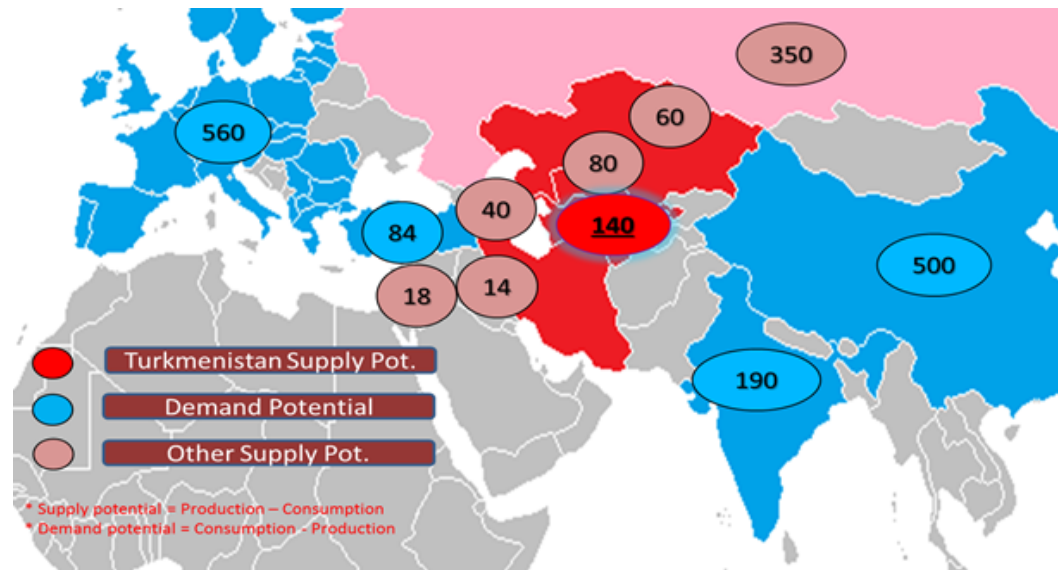 350
60
560
80
40
140
84
500
18
14
Turkmenistan Supply Pot.
190
Demand Potential
Other Supply Pot.
* Supply potential = Production – Consumption
* Demand potential = Consumption - Production